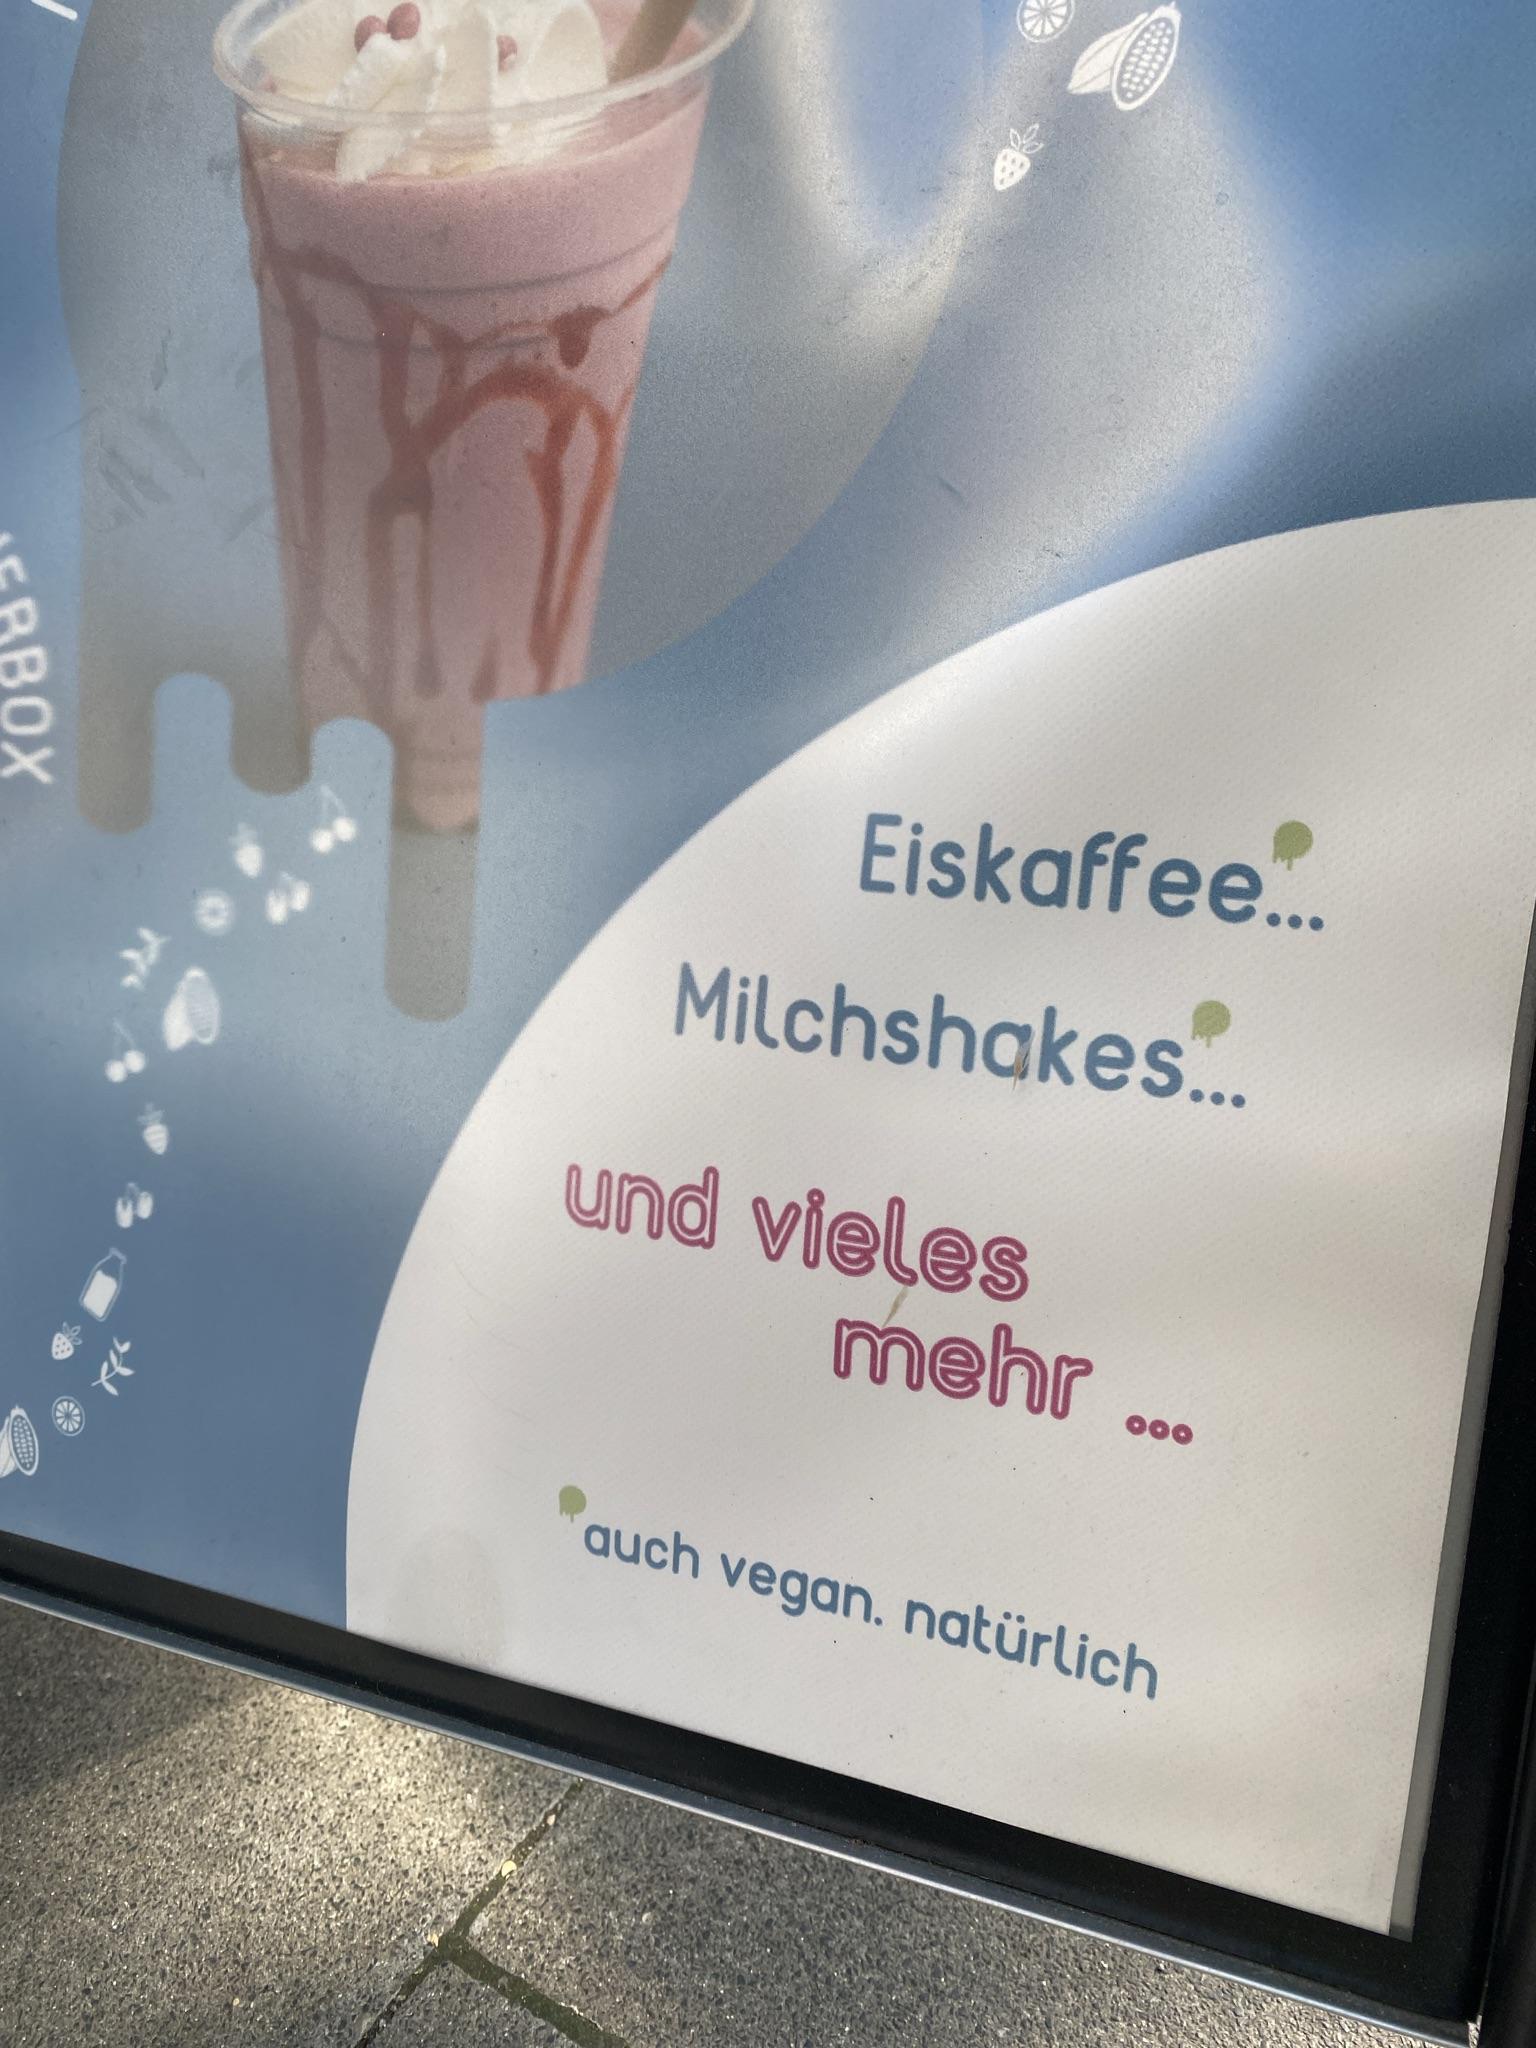 Eiskaffee...
Milchshakes...
und vieles
mehr ...
auch vegan. natürlich